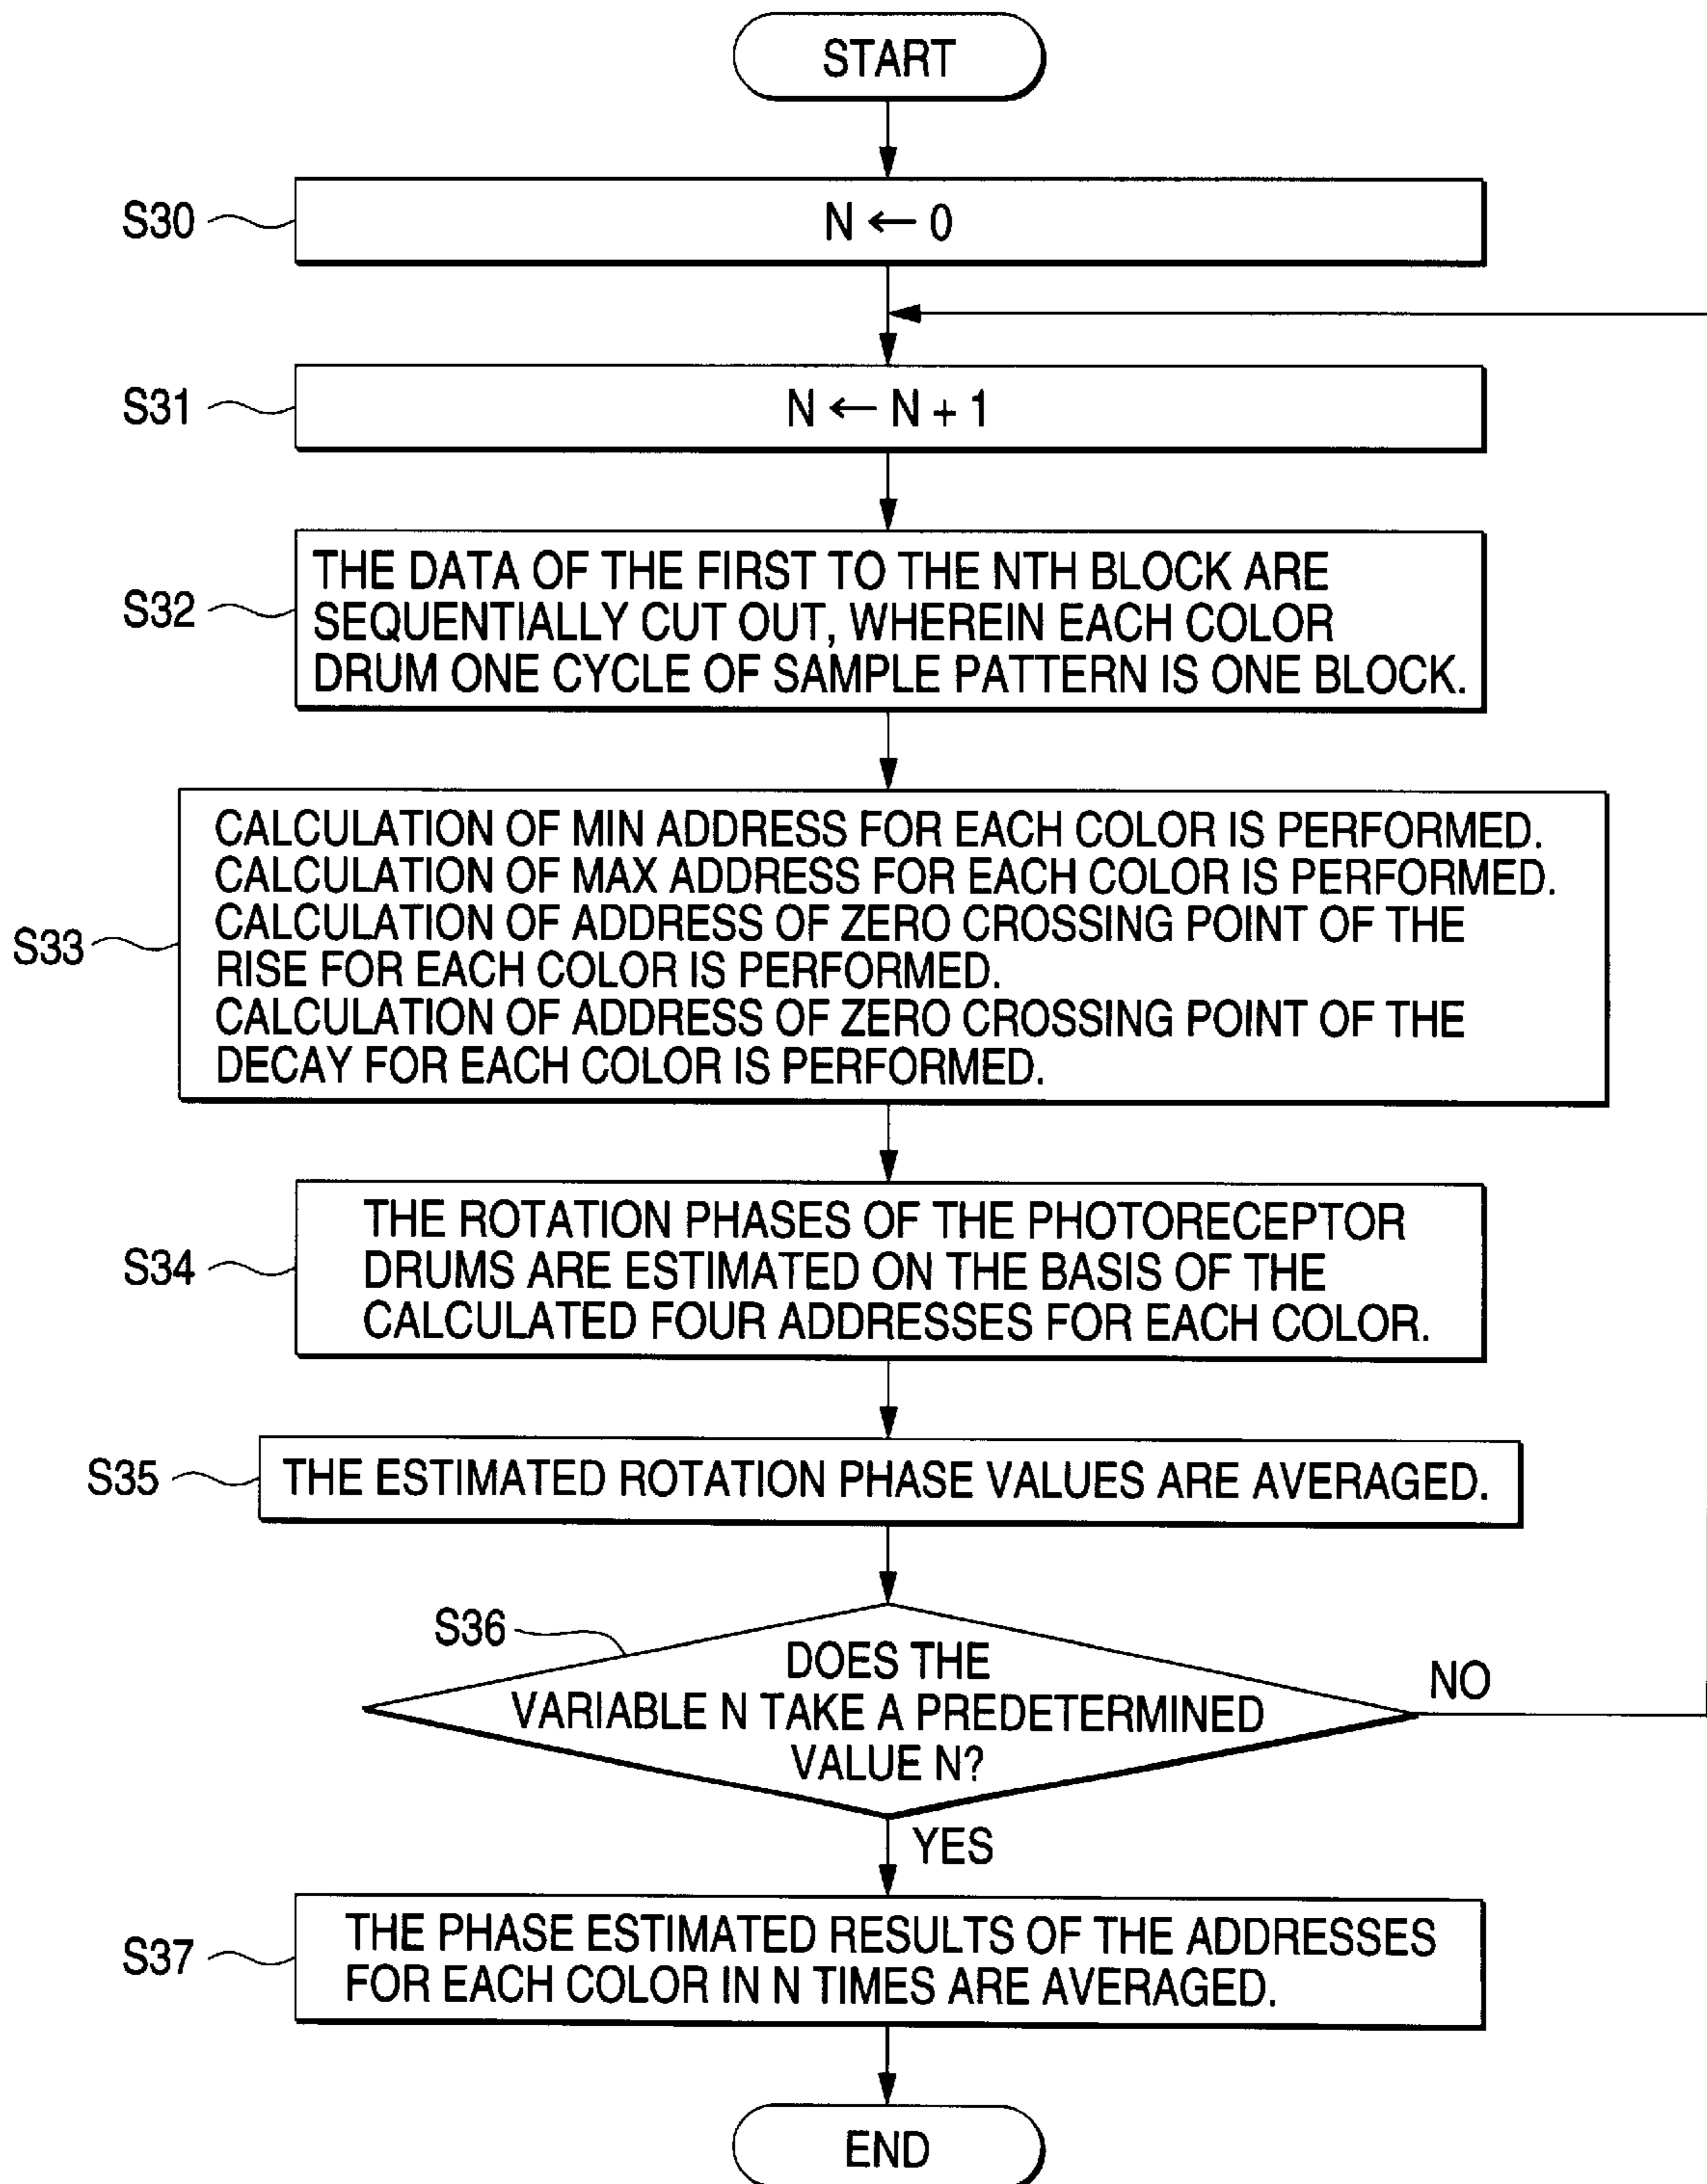 START
S30
N ← 0
S31
N ← N + 1
S32
THE DATA OF THE FIRST TO THE NTH BLOCK ARE
SEQUENTIALLY CUT OUT, WHEREIN EACH COLOR
DRUM ONE CYCLE OF SAMPLE PATTERN IS ONE BLOCK.
S33
CALCULATION OF MIN ADDRESS FOR EACH COLOR IS PERFORMED.
CALCULATION OF MAX ADDRESS FOR EACH COLOR IS PERFORMED.
CALCULATION OF ADDRESS OF ZERO CROSSING POINT OF THE
RISE FOR EACH COLOR IS PERFORMED.
CALCULATION OF ADDRESS OF ZERO CROSSING POINT OF THE
DECAY FOR EACH COLOR IS PERFORMED.
S34
THE ROTATION PHASES OF THE PHOTORECEPTOR
DRUMS ARE ESTIMATED ON THE BASIS OF THE
CALCULATED FOUR ADDRESSES FOR EACH COLOR.
S35
THE ESTIMATED ROTATION PHASE VALUES ARE AVERAGED.
S36
DOES THE
VARIABLE N TAKE A PREDETERMINED
VALUE N?
NO
YES
S37
THE PHASE ESTIMATED RESULTS OF THE ADDRESSES
FOR EACH COLOR IN N TIMES ARE AVERAGED.
END